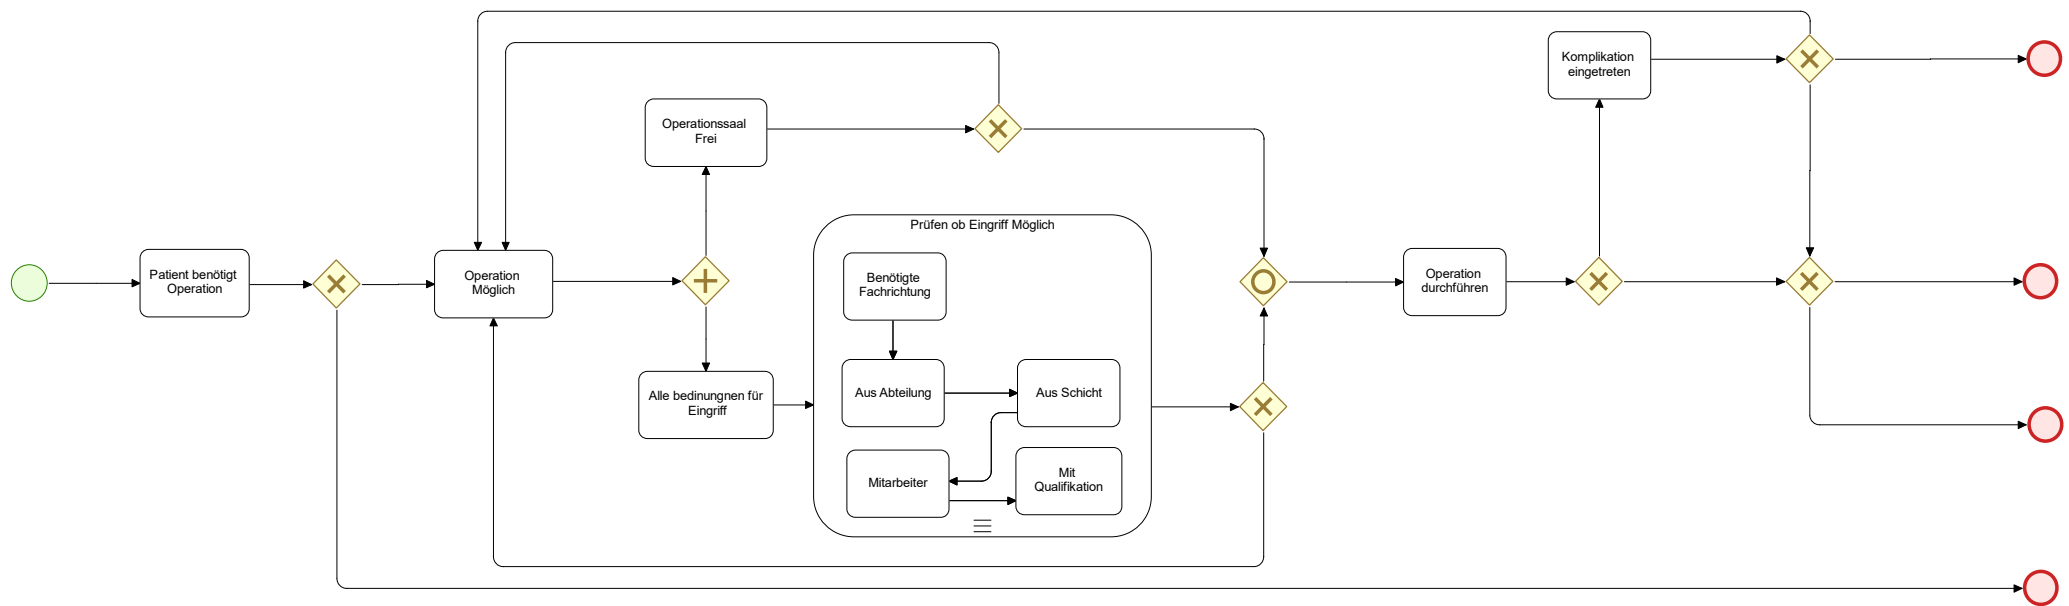 Komplikation
eingetreten
Operationssaal
Frei
Prüfen ob Eingriff Möglich
Patient benötigt
Operation
Operation
Möglich
Benötigte
Fachrichtung
Operation
durchführen
Alle bedinungnen für
Eingriff
Aus Abteilung
Aus Schicht
Mitarbeiter
Mit
Qualifikation